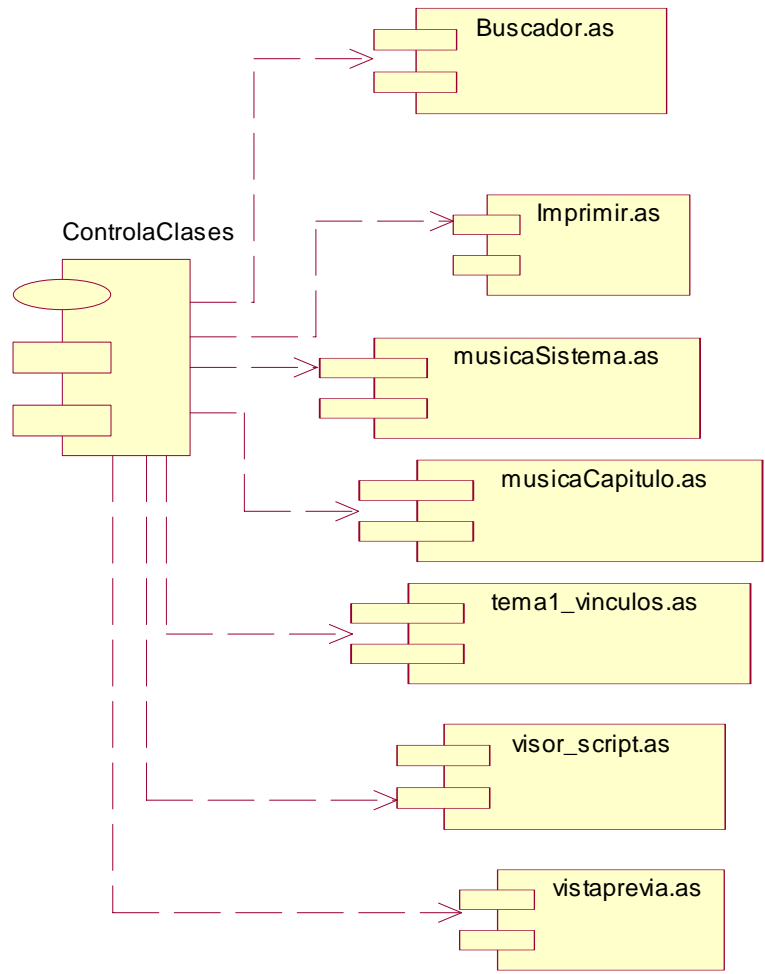 Buscador.as
Imprimir.as
ControlaClases
musicaSistema.as
musicaCapitulo.as
tema1_vinculos.as
visor_script.as
vistaprevia.as